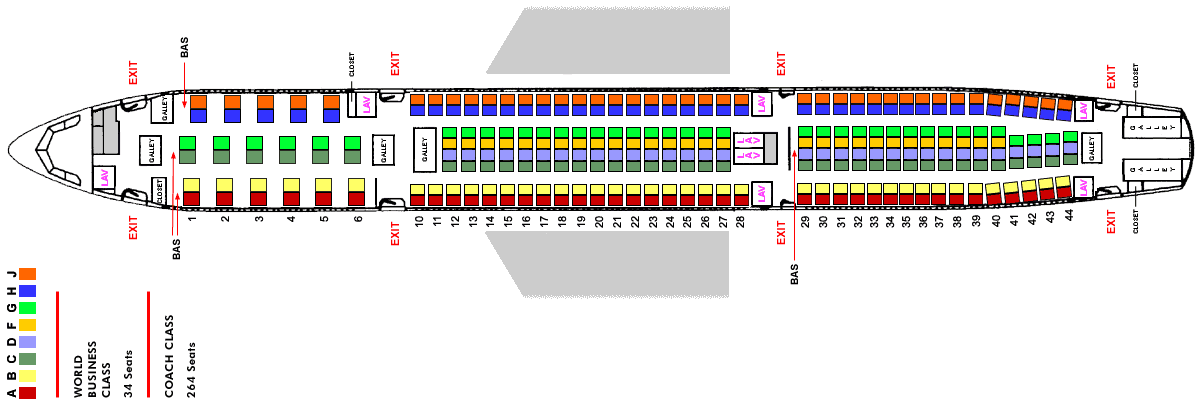 EXIT
BAS
CLOSET
EXIT
EXIT
EXIT
CLOSET
GALLEY
LAV
LAV
LAV
GALLEY
GALLEY
GALLEY
LAV
LAV
GALLEY
GALLEY
GALLEY
LAV
CLOSET
LAV
LAV
1 2 3 4 5 6 10 11 12 13 14 15 16 17 18 19 20 21 22 23 24 25 26 27 28 29 30 31 32 33 34 35 36 37 38 39 40 41 42 43 44
EXIT
BAS
EXIT
EXIT
BAS
EXIT
CLOSET
A B C D F G H J
WORLD
BUSINESS
CLASS
34 Seats
COACH CLASS
264 Seats